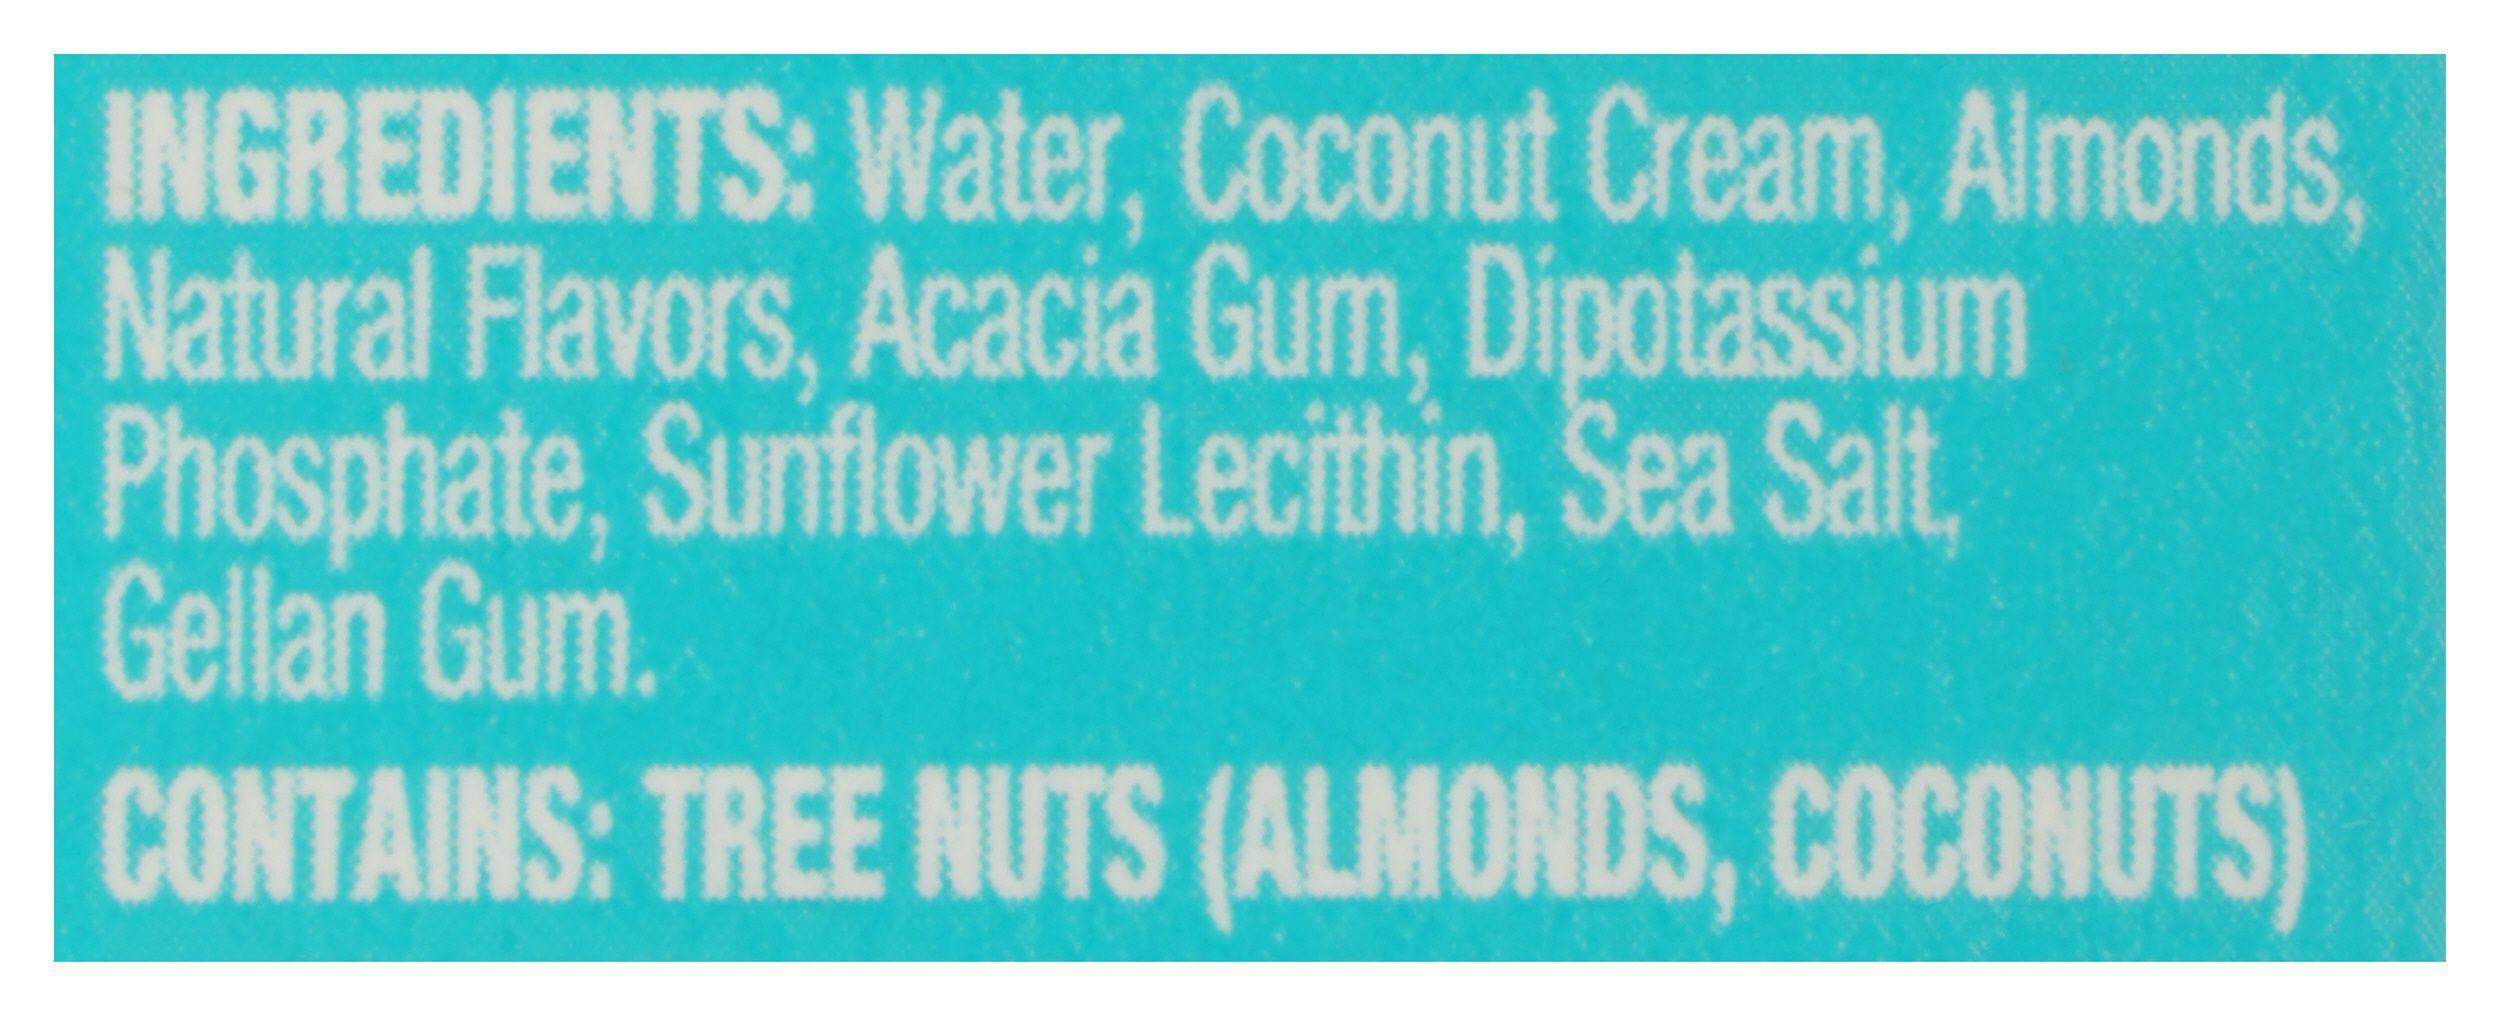 INGREDIENTS: Water, Coconut Cream, Almonds,
Natural Flavors, Acacia Gum, Dipotassium
Phosphate, Sunflower Lecithin, Sea Salt,
Gellan Gum.
CONTAINS: TREE NUTS (ALMONDS, COCONUTS)